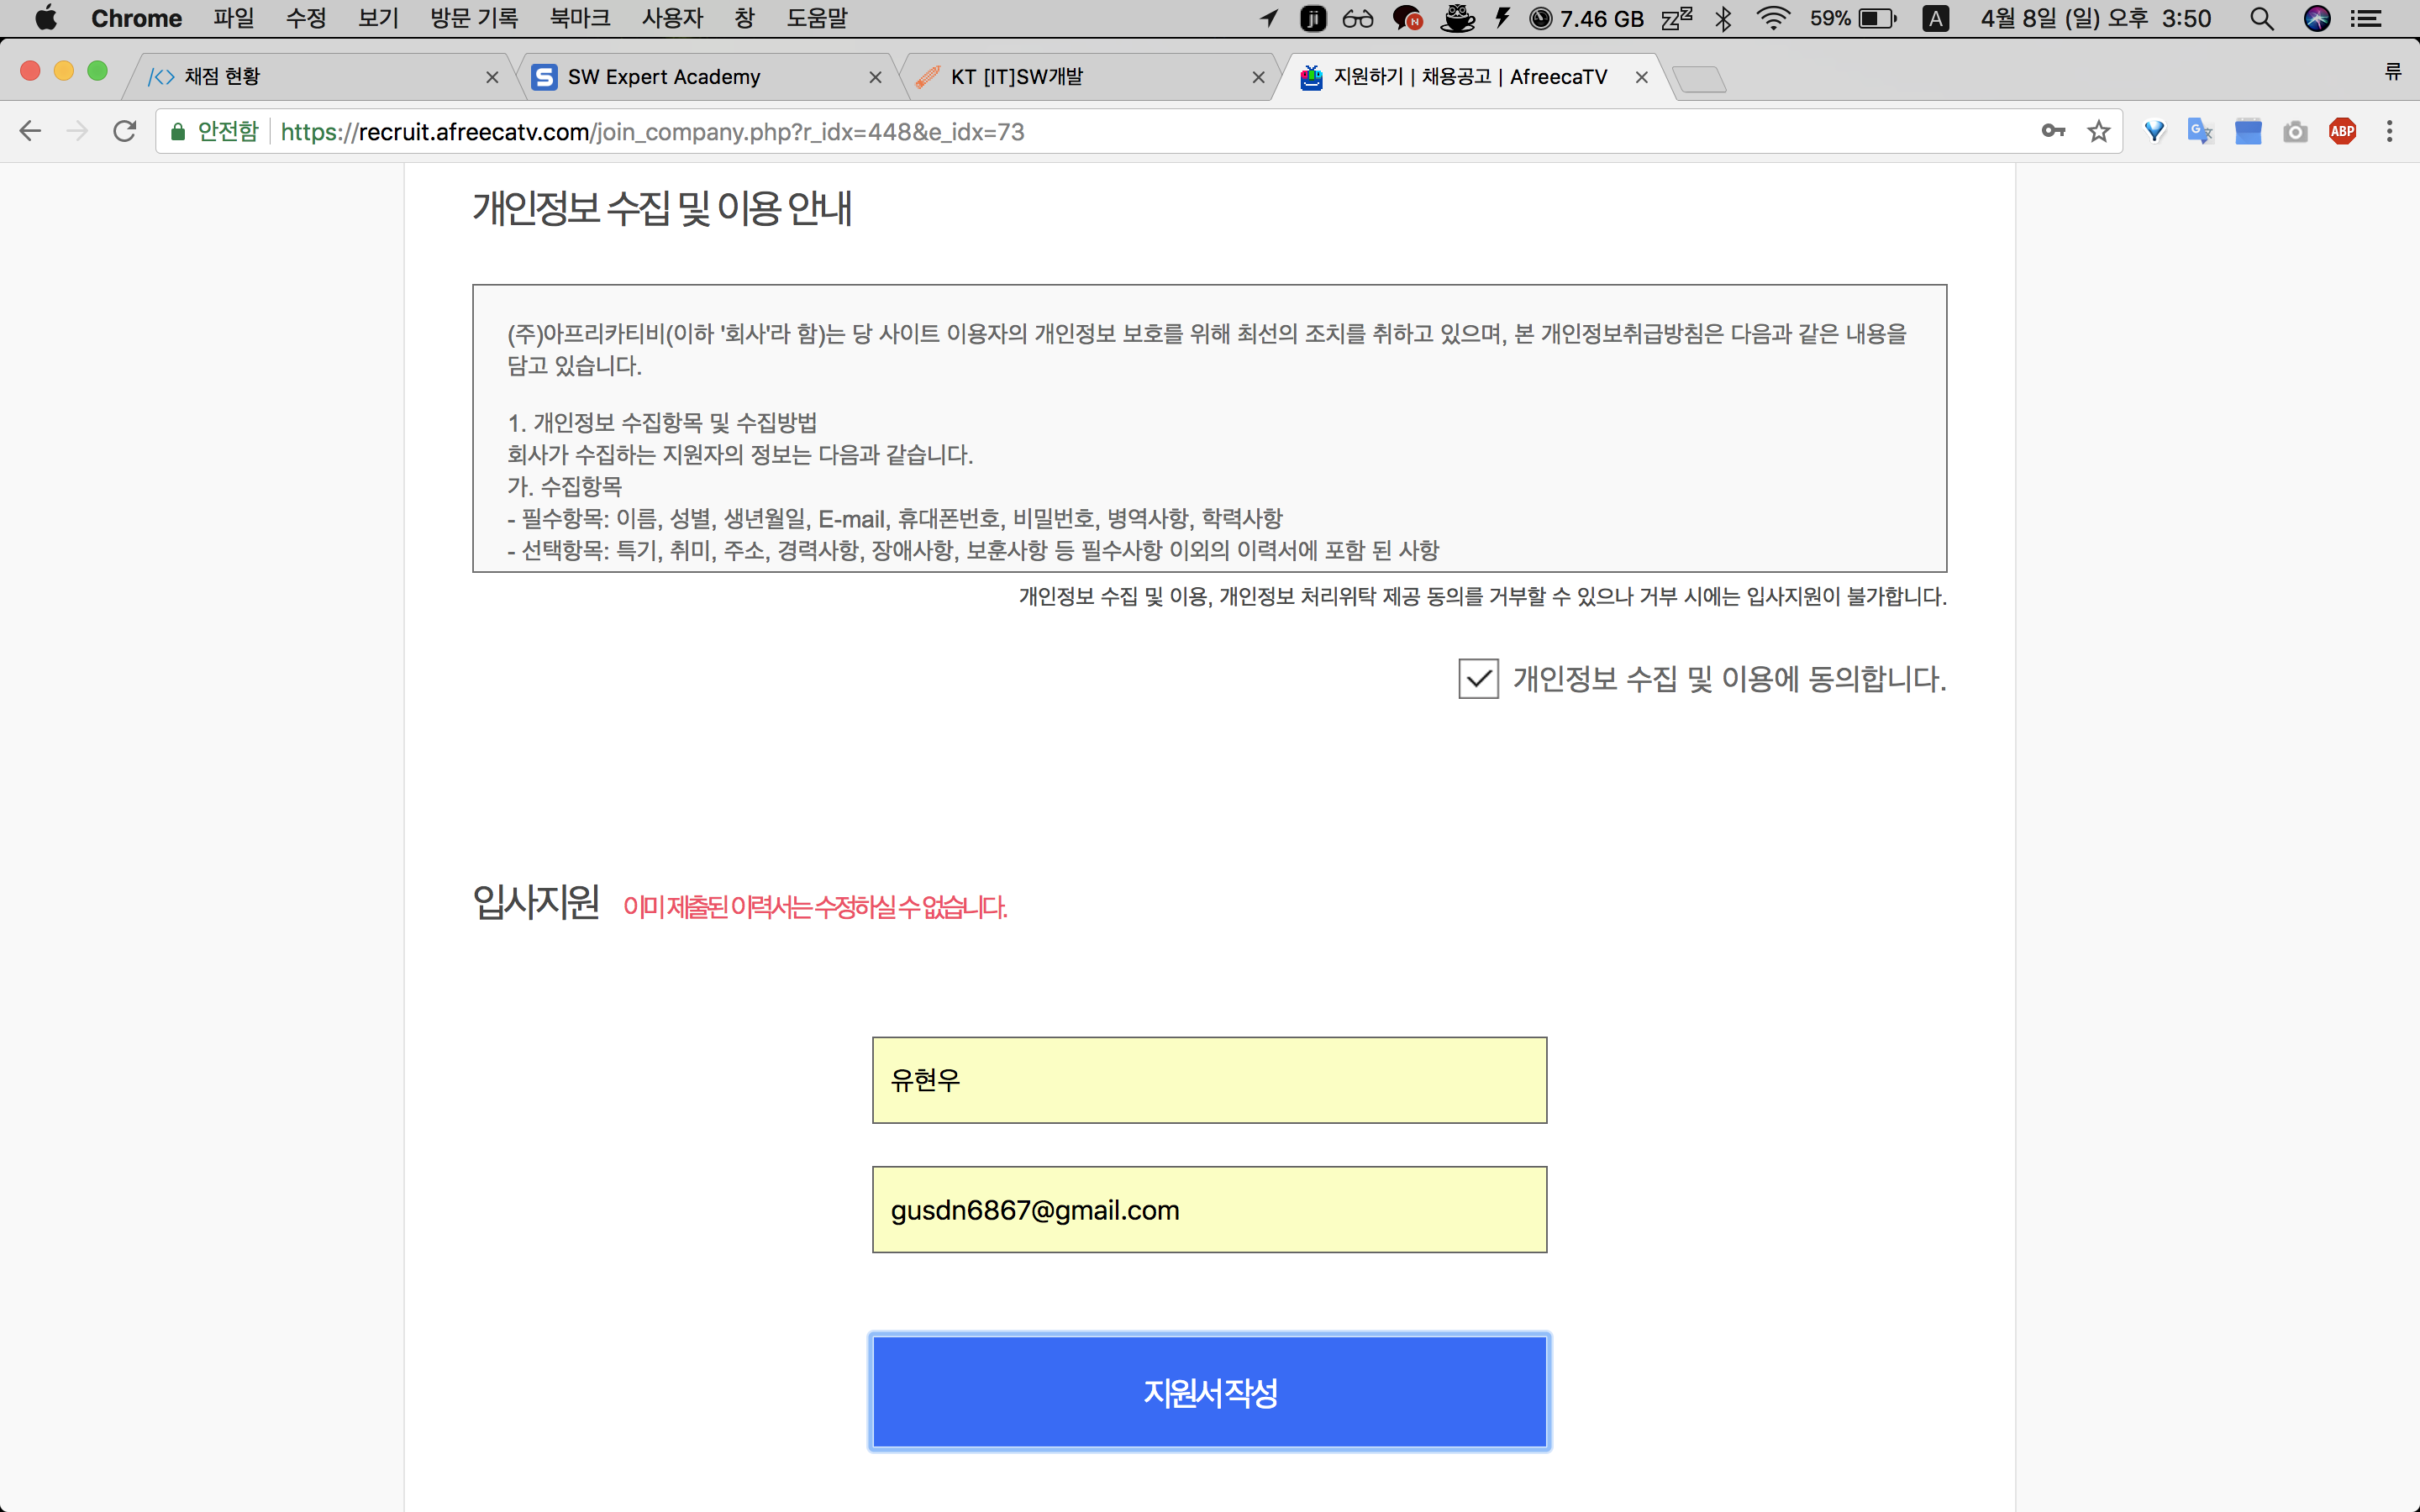 Chrome 파일 수정 보기 방문 기록 북마크 사용자 창 도움말 ji N 7.46 GB zzZ 59% A 4월 8일 (일) 오후 3:50
채점 현황 SW Expert Academy KT [IT]SW개발 지원하기 | 채용공고 | AfreecaTV 류
안전함 https://recruit.afreecatv.com/join_company.php?r_idx=448&e_idx=73 ABP
개인정보 수집 및 이용 안내
(주)아프리카티비(이하 '회사'라 함)는 당 사이트 이용자의 개인정보 보호를 위해 최선의 조치를 취하고 있으며, 본 개인정보취급방침은 다음과 같은 내용을
담고 있습니다.
1. 개인정보 수집항목 및 수집방법
회사가 수집하는 지원자의 정보는 다음과 같습니다.
가. 수집항목
- 필수항목: 이름, 성별, 생년월일, E-mail, 휴대폰번호, 비밀번호, 병역사항, 학력사항
- 선택항목: 특기, 취미, 주소, 경력사항, 장애사항, 보훈사항 등 필수사항 이외의 이력서에 포함 된 사항
개인정보 수집 및 이용, 개인정보 처리위탁 제공 동의를 거부할 수 있으나 거부 시에는 입사지원이 불가합니다.
개인정보 수집 및 이용에 동의합니다.
입사지원 이미 제출된 이력서는 수정하실 수 없습니다.
유현우
gusdn6867@gmail.com
지원서 작성